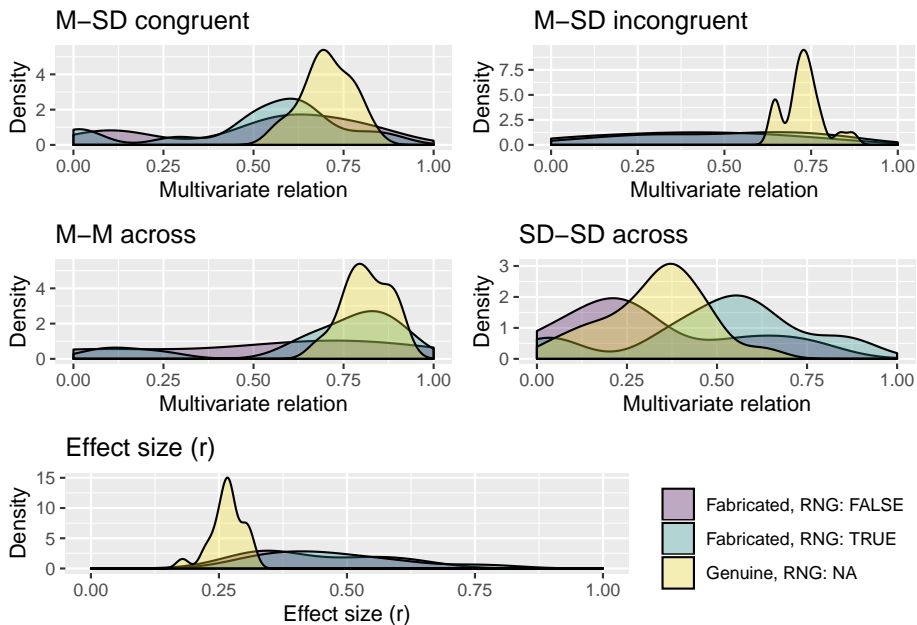 M−SD congruent
Density
4
2
0
0.00 0.25 0.50 0.75 1.00
Multivariate relation
M−SD incongruent
Density
7.5
5.0
2.5
0.0
0.00 0.25 0.50 0.75 1.00
Multivariate relation
M−M across
Density
4
2
0
0.00 0.25 0.50 0.75 1.00
Multivariate relation
SD−SD across
Density
3
2
1
0
0.00 0.25 0.50 0.75 1.00
Multivariate relation
Effect size (r)
Density
15
10
5
0
0.00 0.25 0.50 0.75 1.00
Effect size (r)
Fabricated, RNG: FALSE
Fabricated, RNG: TRUE
Genuine, RNG: NA